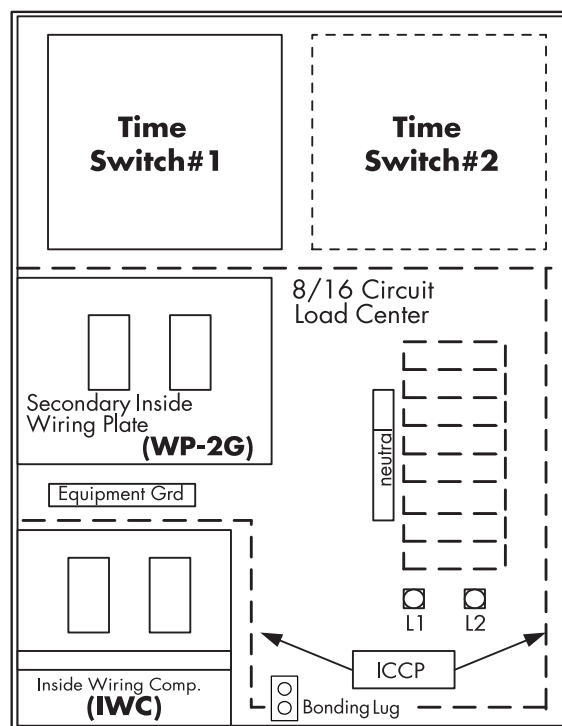 Time
Switch#1
Time
Switch#2
8/16 Circuit
Load Center
Secondary Inside
Wiring Plate
(WP-2G)
neutral
Equipment Grd
L1
L2
ICCP
Inside Wiring Comp.
(IWC)
Bonding Lug